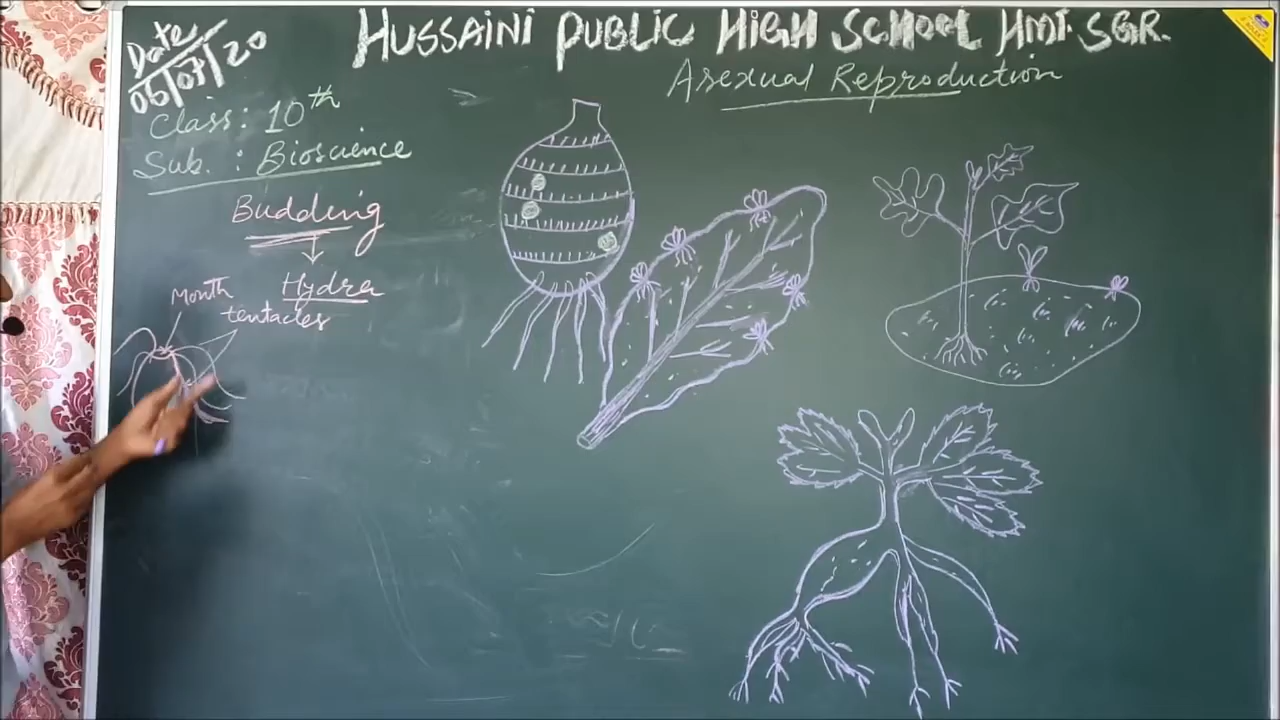 HUSSAINI PUBLIC HIGH SCHOOL HMT. SGR.
Date
06/07/20
Asexual Reproduction
Class: 10th
Sub. : Bioscience
Budding
Hydra
Mouth
tentacles